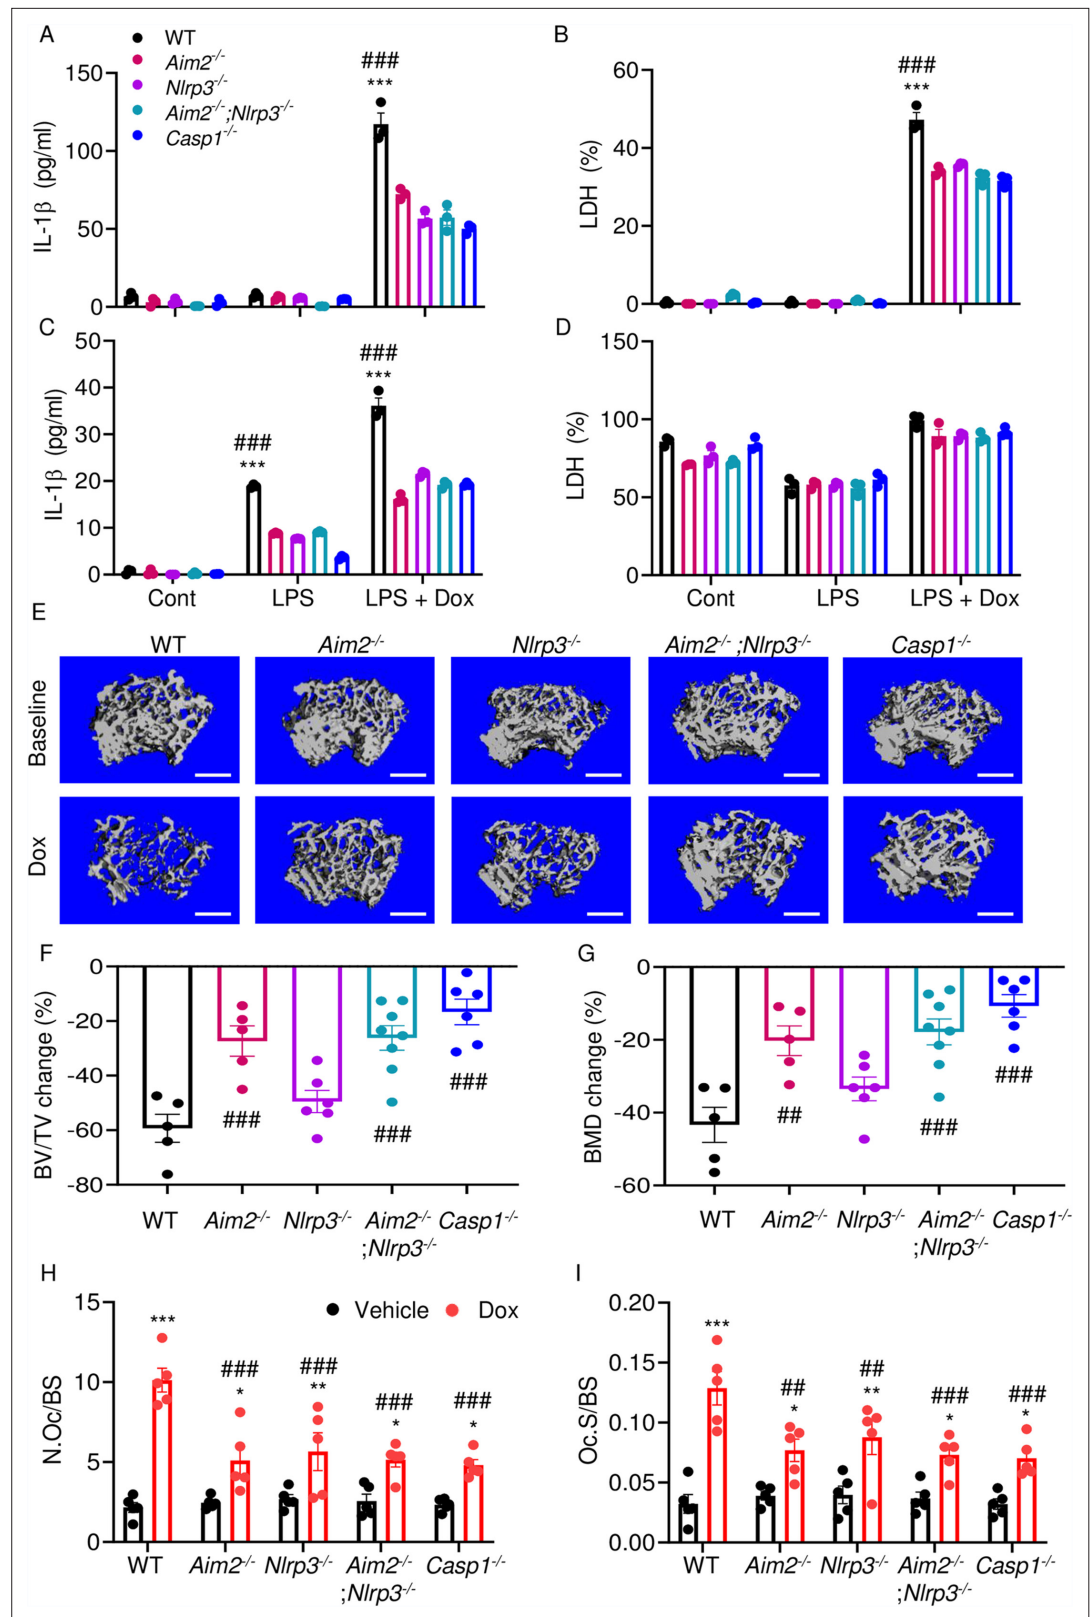 A
WT
Aim2-/-
Nlrp3-/-
Aim2-/-;Nlrp3-/-
Casp1-/-
IL-1β (pg/ml)
150
100
50
0
###
***
B
LDH (%)
60
40
20
0
###
***
C
IL-1β (pg/ml)
50
40
30
20
10
0
###
***
###
***
Cont
LPS
LPS + Dox
D
LDH (%)
150
100
50
0
Cont
LPS
LPS + Dox
E
WT
Aim2-/-
Nlrp3-/-
Aim2-/- ;Nlrp3-/-
Casp1-/-
Baseline
Dox
F
BV/TV change (%)
0
-20
-40
-60
-80
###
###
###
WT
Aim2-/-
Nlrp3-/-
Aim2-/-
;Nlrp3-/-
Casp1-/-
G
BMD change (%)
0
-20
-40
-60
##
###
###
WT
Aim2-/-
Nlrp3-/-
Aim2-/-
;Nlrp3-/-
Casp1-/-
H
Vehicle
Dox
N.Oc/BS
15
10
5
0
***
###
*
###
**
###
*
###
*
WT
Aim2-/-
Nlrp3-/-
Aim2-/-
;Nlrp3-/-
Casp1-/-
I
Oc.S/BS
0.20
0.15
0.10
0.05
0.00
***
##
*
##
**
###
*
###
*
WT
Aim2-/-
Nlrp3-/-
Aim2-/-
;Nlrp3-/-
Casp1-/-